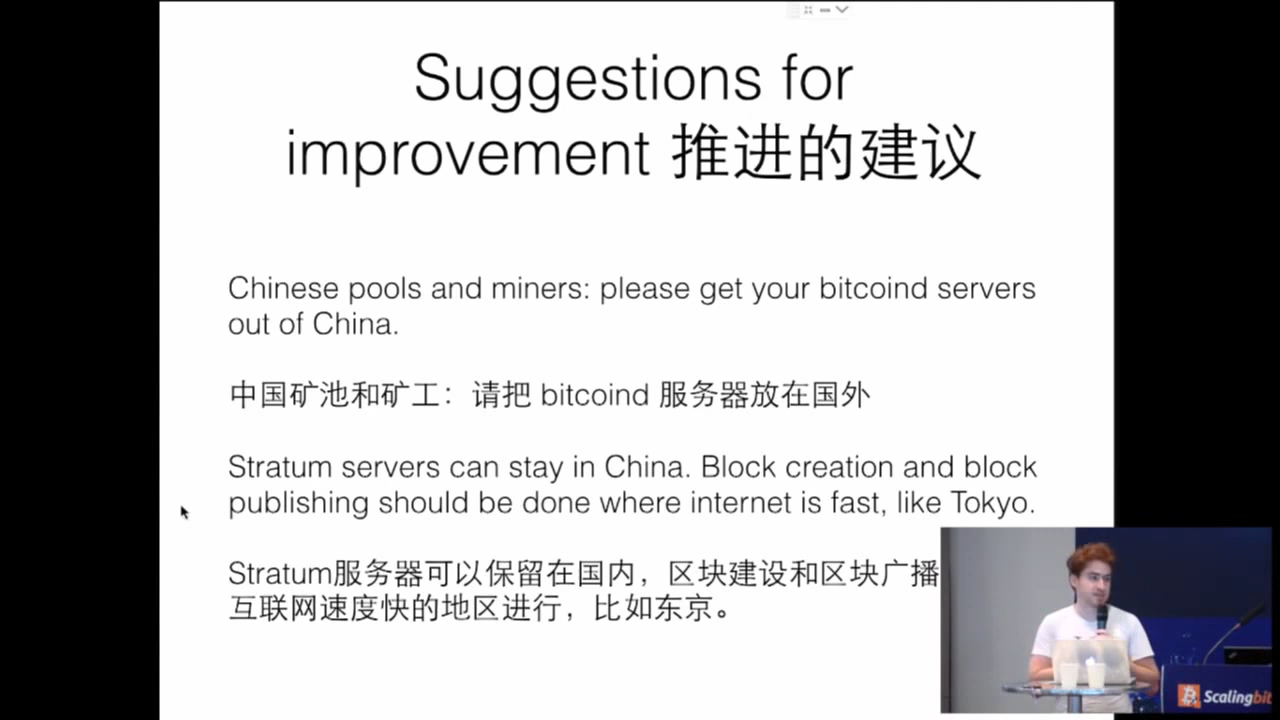 Suggestions for
improvement 推进的建议
Chinese pools and miners: please get your bitcoind servers
out of China.
中国矿池和矿工：请把 bitcoind 服务器放在国外
Stratum servers can stay in China. Block creation and block
publishing should be done where internet is fast, like Tokyo.
Stratum服务器可以保留在国内，区块建设和区块广播
互联网速度快的地区进行，比如东京。
Scalingbit